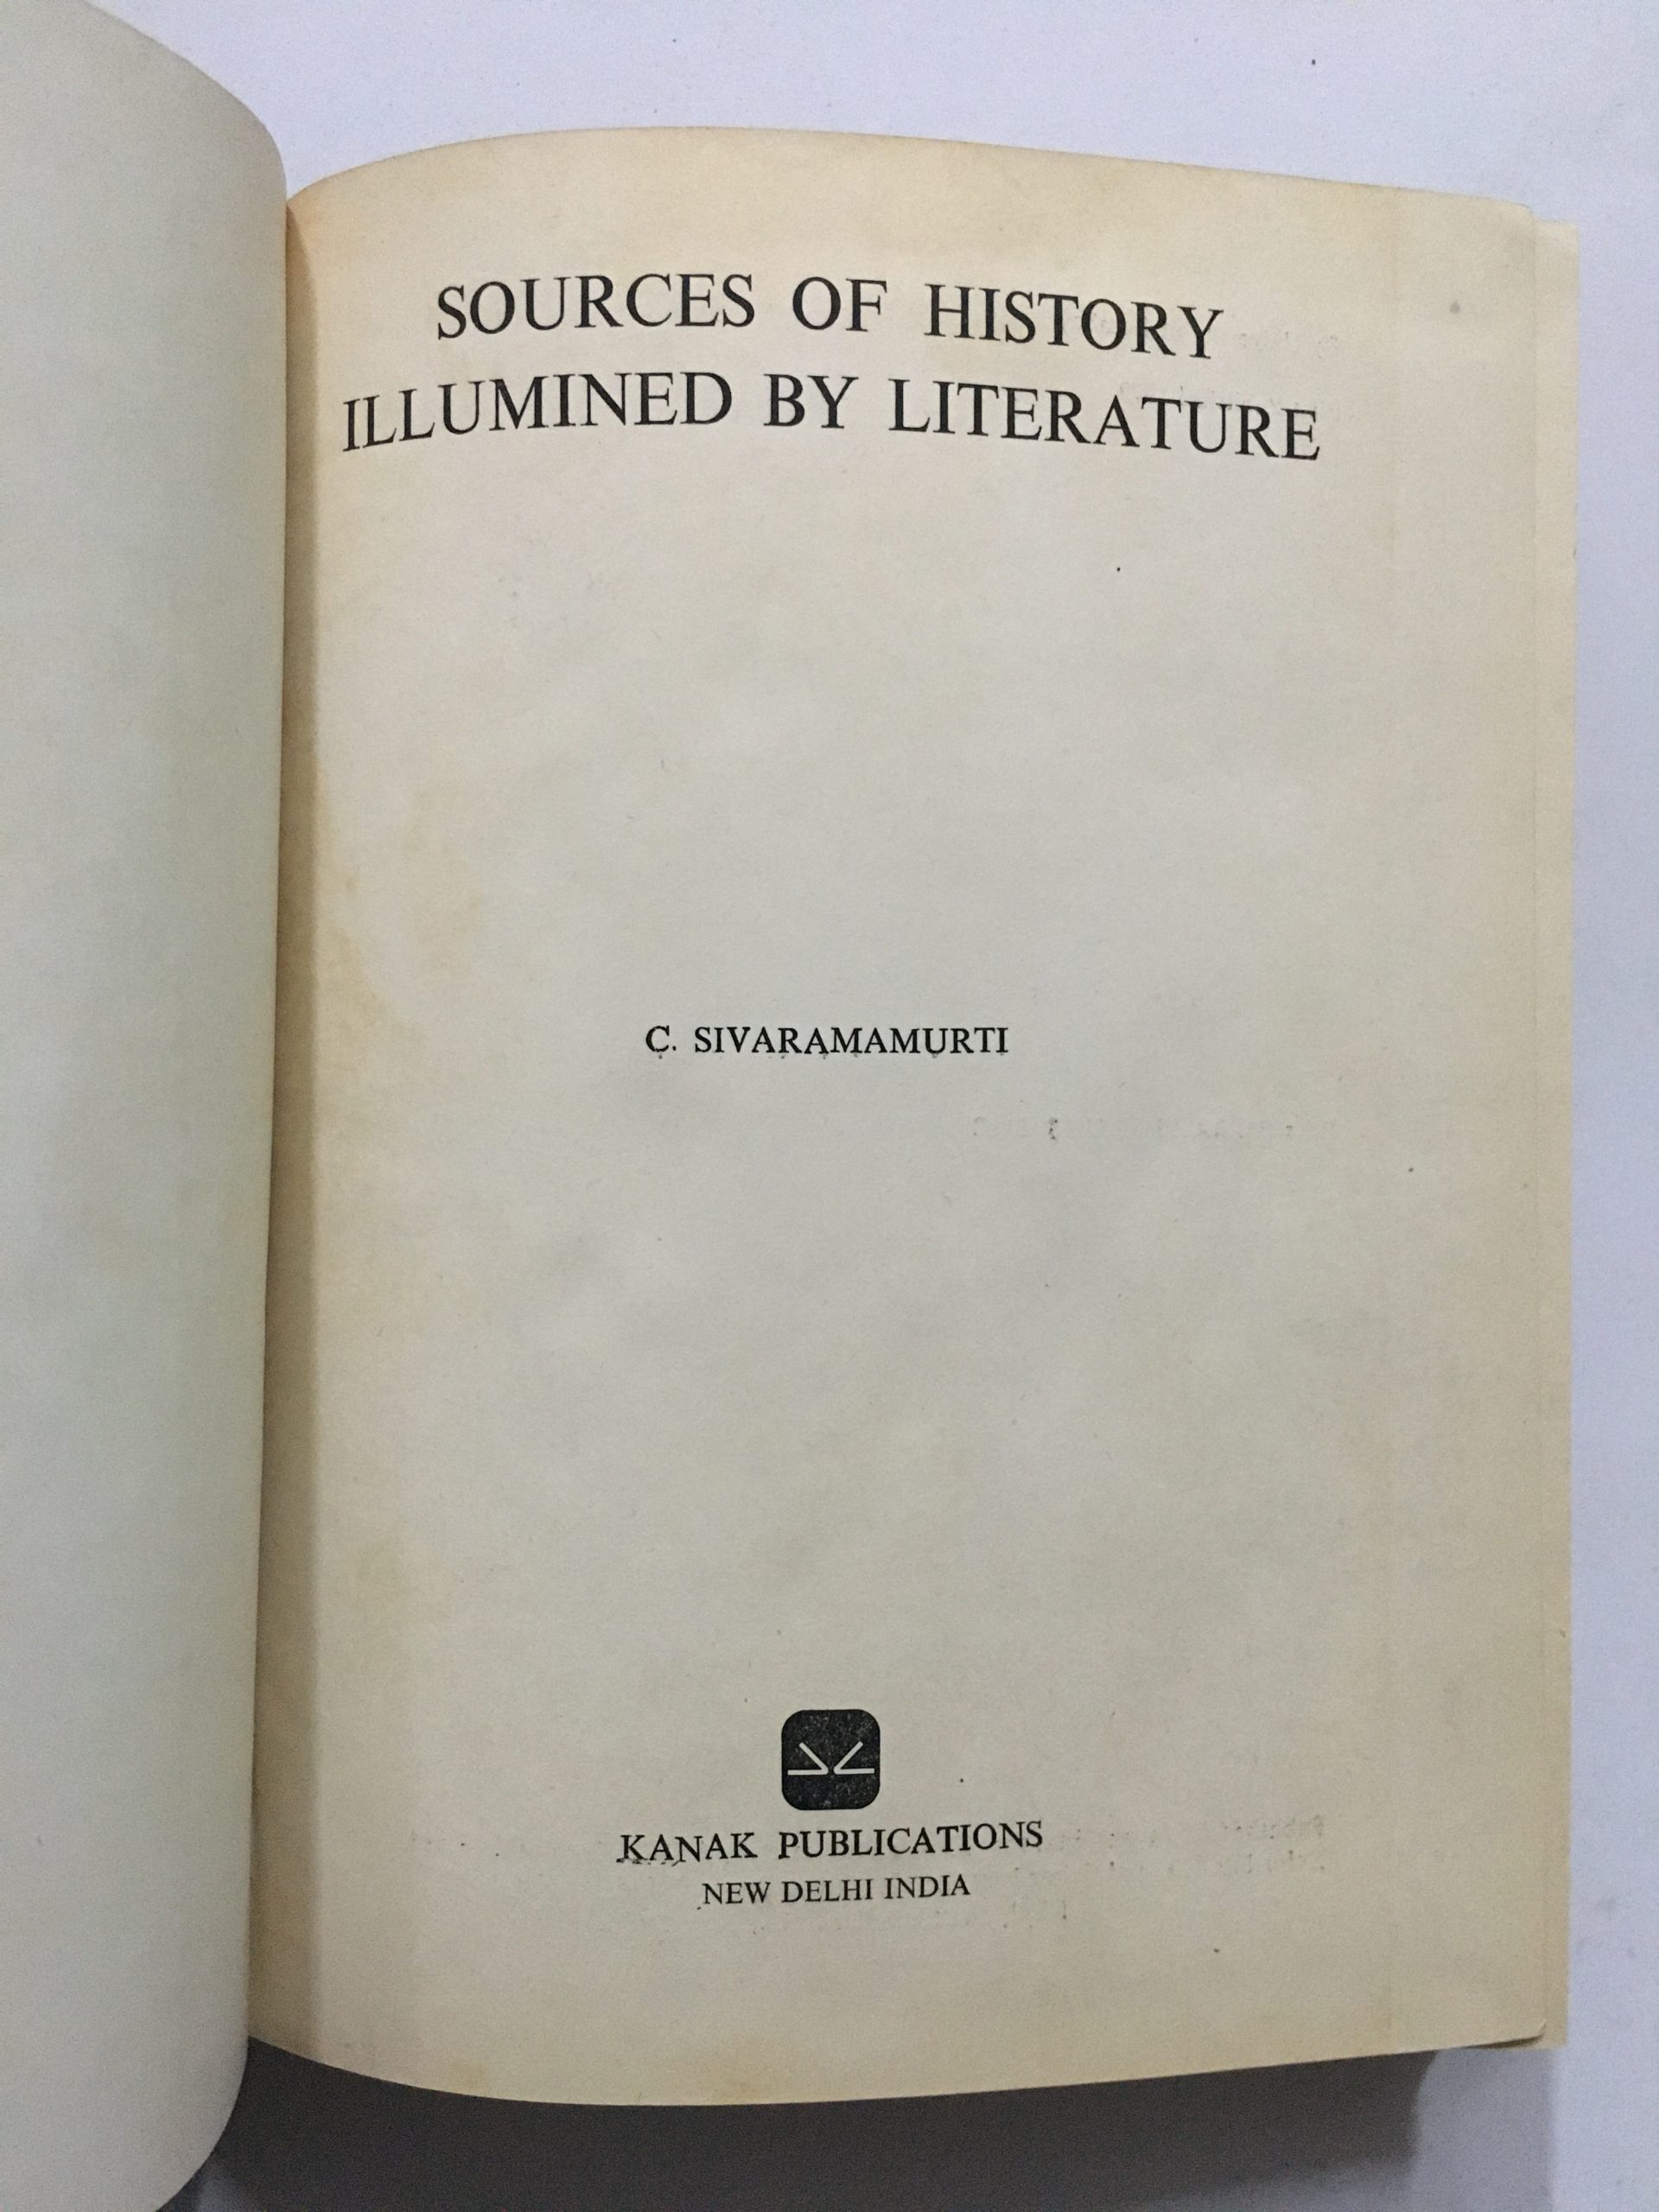 SOURCES OF HISTORY
ILLUMINED BY LITERATURE
C. SIVARAMAMURTI
KANAK PUBLICATIONS
NEW DELHI INDIA